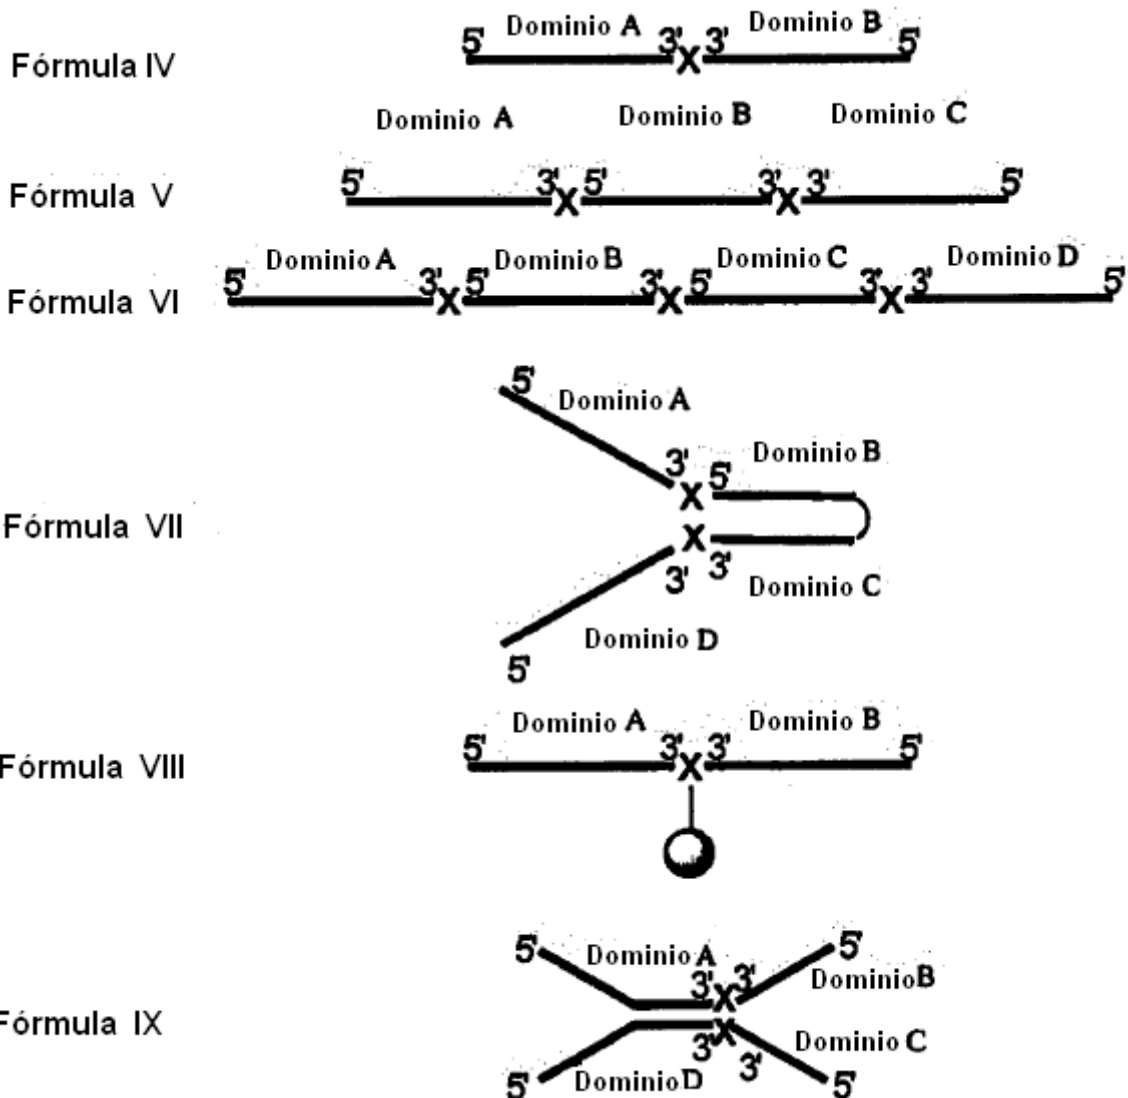 Dominio A Dominio B
Fórmula IV 5' 3' X 3' 5'
Dominio A Dominio B Dominio C
Fórmula V 5' 3' X 5' 3' X 3' 5'
Dominio A Dominio B Dominio C Dominio D
Fórmula VI 5' 3' X 5' 3' X 5' 3' X 3' 5'
5' Dominio A
3' X 5' Dominio B
Fórmula VII
X
3' 3' Dominio C
5' Dominio D
Dominio A Dominio B
Fórmula VIII 5' 3' X 3' 5'
5' Dominio A 5'
3' X 3' Dominio B
Fórmula IX
X
3' 3' Dominio C
5' Dominio D 5'